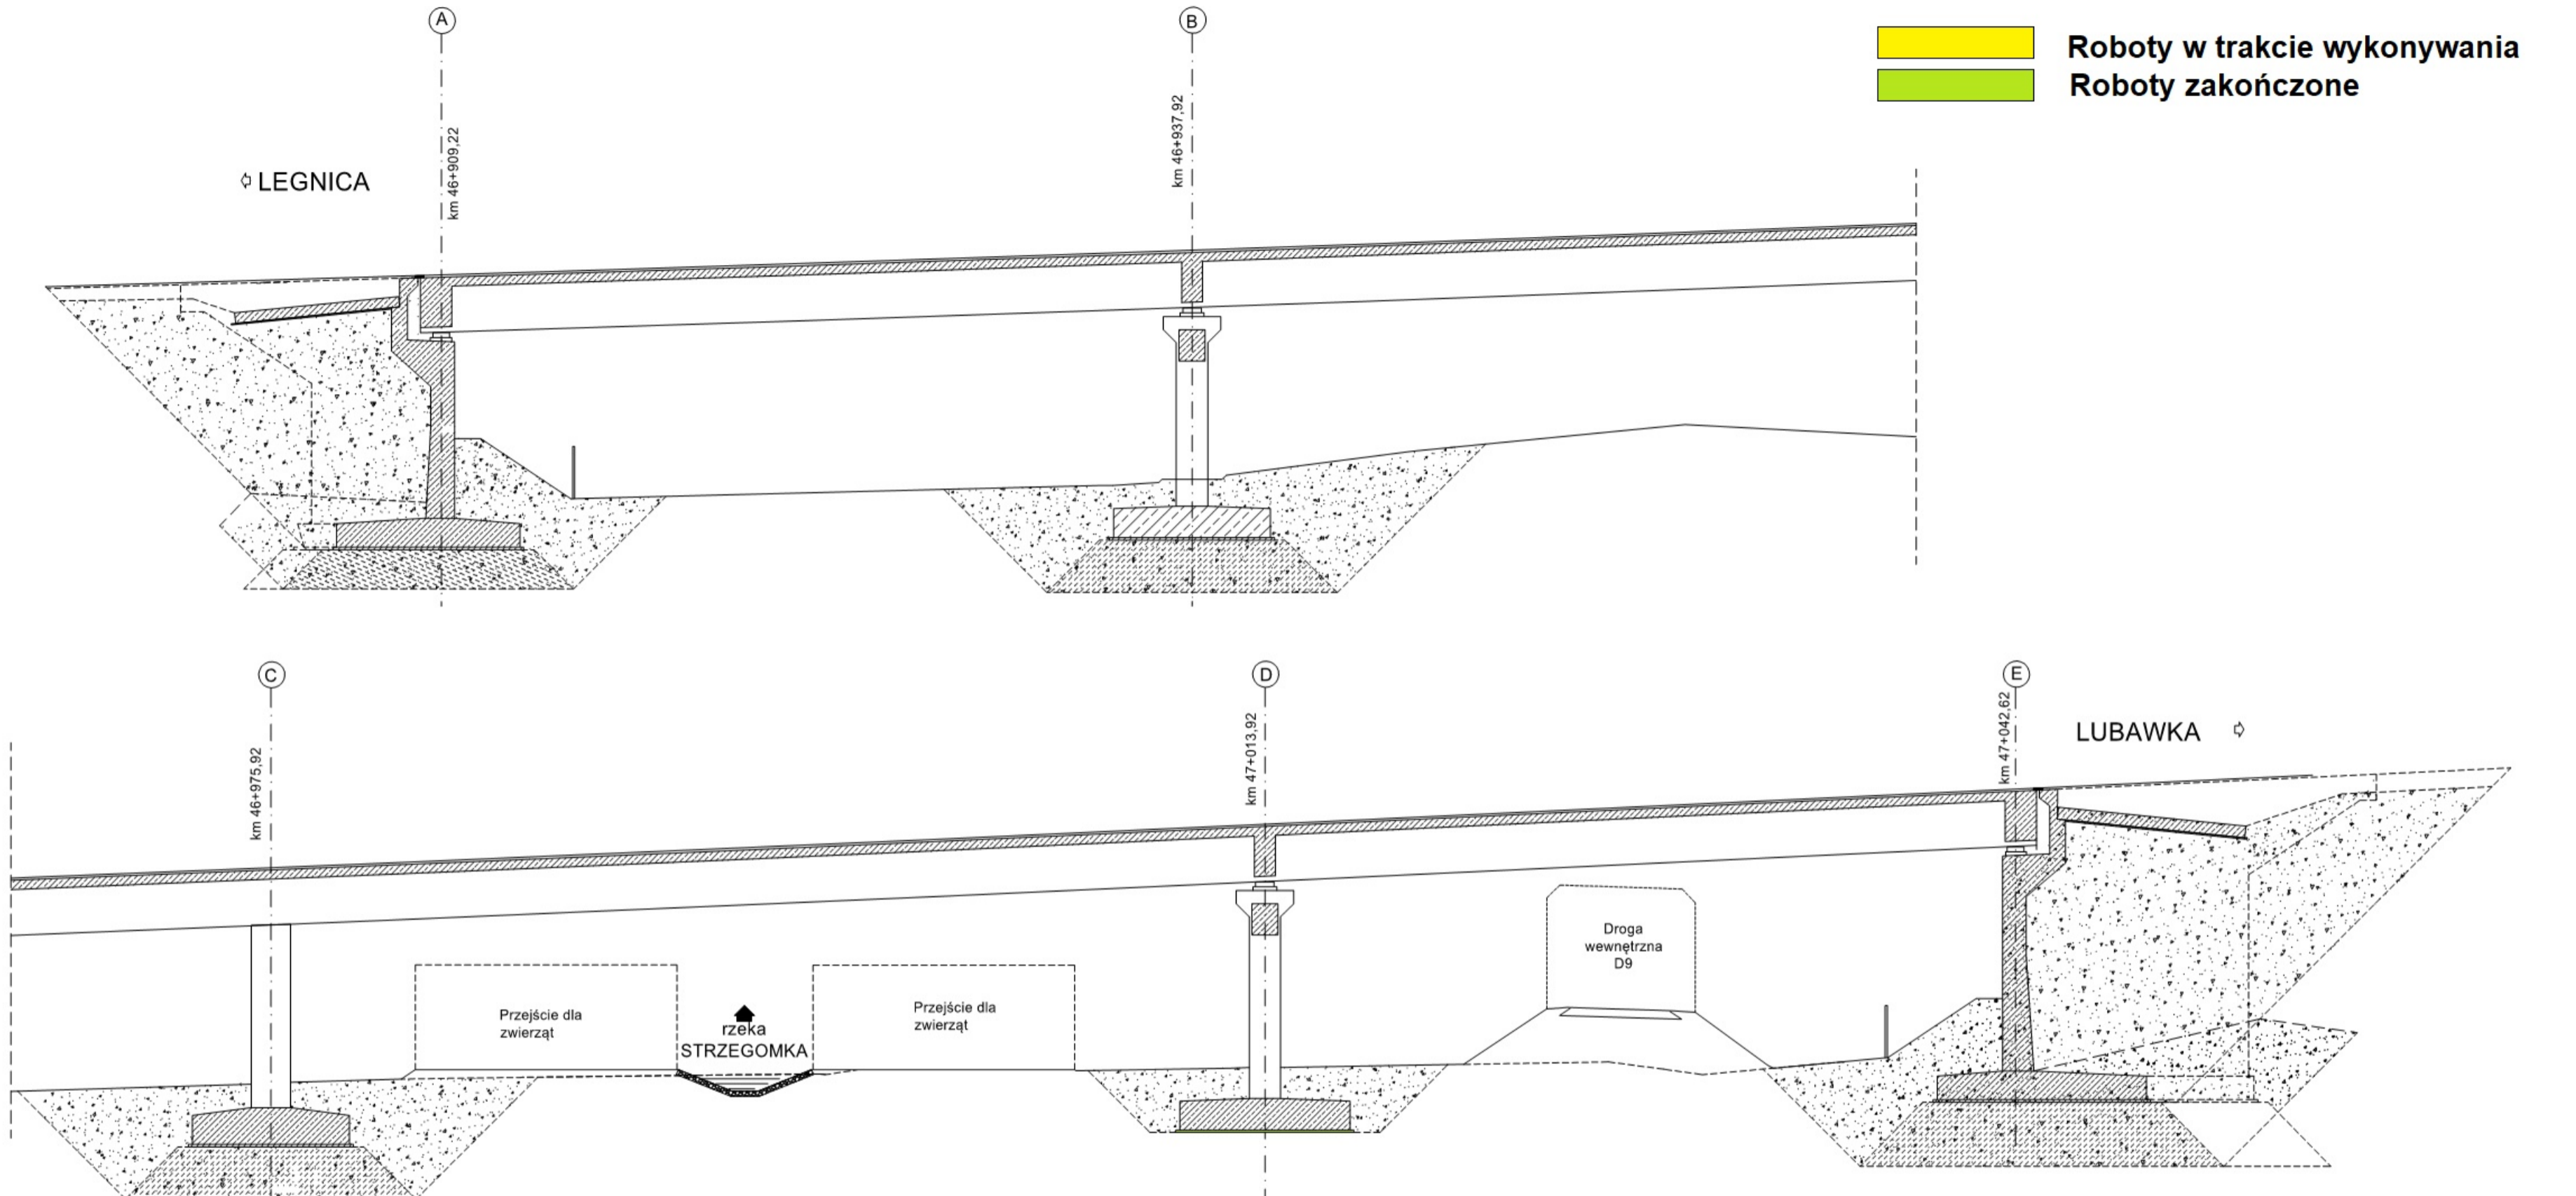 A
B
Roboty w trakcie wykonywania
Roboty zakończone
km 46+909,22
km 46+937,92
LEGNICA
C
D
E
km 46+975,92
km 47+013,92
km 47+042,62
LUBAWKA
Droga
wewnętrzna
D9
Przejście dla
zwierząt
rzeka
STRZEGOMKA
Przejście dla
zwierząt